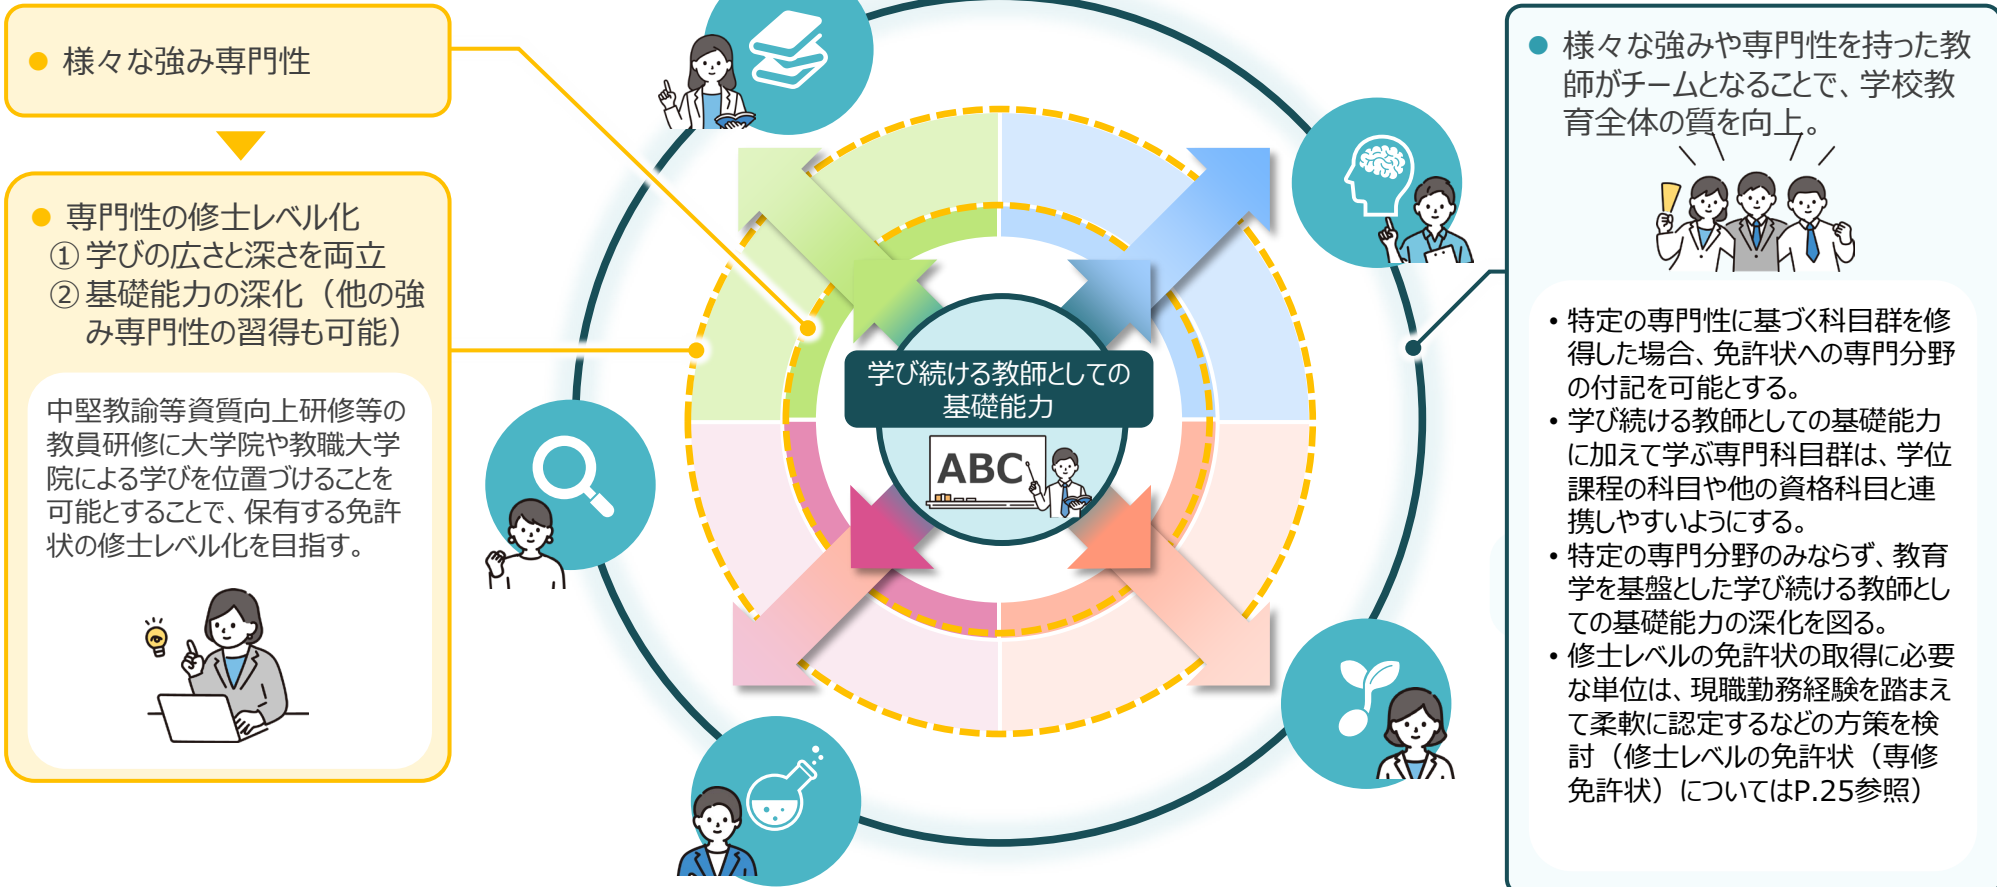 様々な強み専門性
専門性の修士レベル化
① 学びの広さと深さを両立
② 基礎能力の深化（他の強
み専門性の習得も可能）
中堅教諭等資質向上研修等の
教員研修に大学院や教職大学
院による学びを位置づけることを
可能とすることで、保有する免許
状の修士レベル化を目指す。
学び続ける教師としての
基礎能力
ABC
様々な強みや専門性を持った教
師がチームとなることで、学校教
育全体の質を向上。
・特定の専門性に基づく科目群を修
得した場合、免許状への専門分野
の付記を可能とする。
・学び続ける教師としての基礎能力
に加えて学ぶ専門科目群は、学位
課程の科目や他の資格科目と連
携しやすいようにする。
・特定の専門分野のみならず、教育
学を基盤とした学び続ける教師とし
ての基礎能力の深化を図る。
・修士レベルの免許状の取得に必要
な単位は、現職勤務経験を踏まえ
て柔軟に認定するなどの方策を検
討（修士レベルの免許状（専修
免許状）についてはP.25参照）